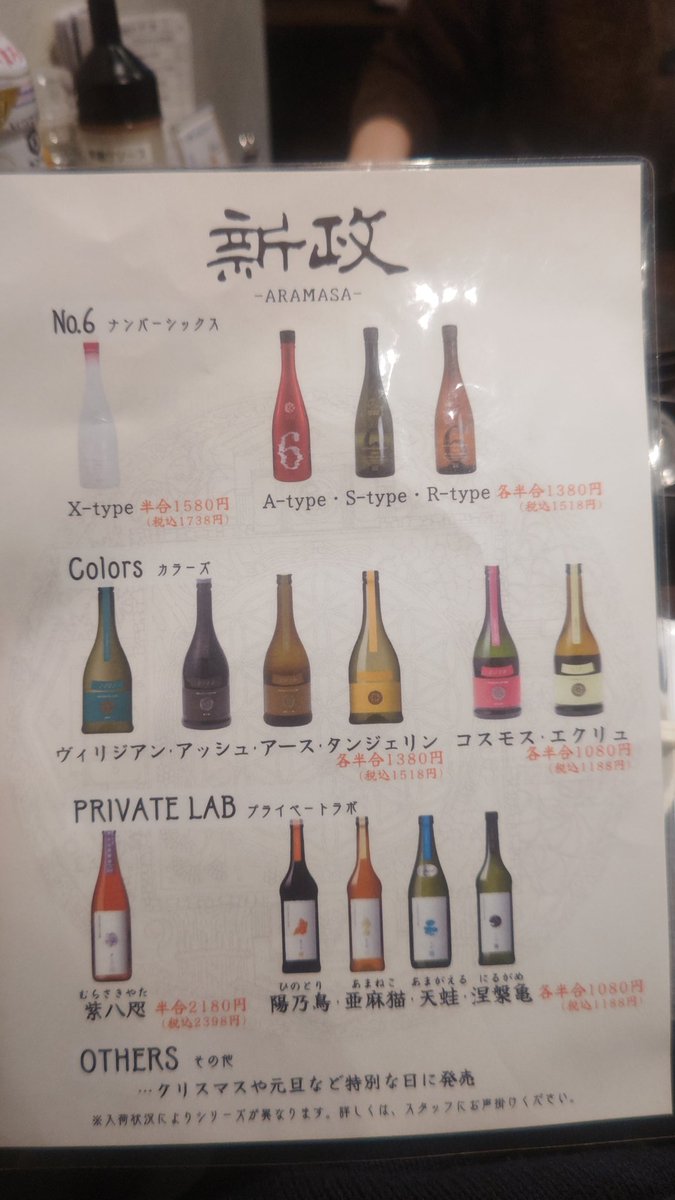 新政
-ARAMASA-
No.6 ナンバーシックス
X-type 半合1580円
(税込1738円)
A-type・S-type・R-type 各半合1380円
(税込1518円)
Colors カラーズ
ヴィリジアン・アッシュ・アース・タンジェリン
各半合1380円
(税込1518円)
コスモス・エクリュ
各半合1080円
(税込1188円)
PRIVATE LAB プライベートラボ
むらさきやた
紫八咫 半合2180円
(税込2398円)
ひのとり あまねこ あまがえる にるがめ
陽乃鳥・亜麻猫・天蛙・涅槃亀 各半合1080円
(税込1188円)
OTHERS その他
…クリスマスや元旦など特別な日に発売
※入荷状況によりシリーズが異なります。詳しくは、スタッフにお声掛けください。